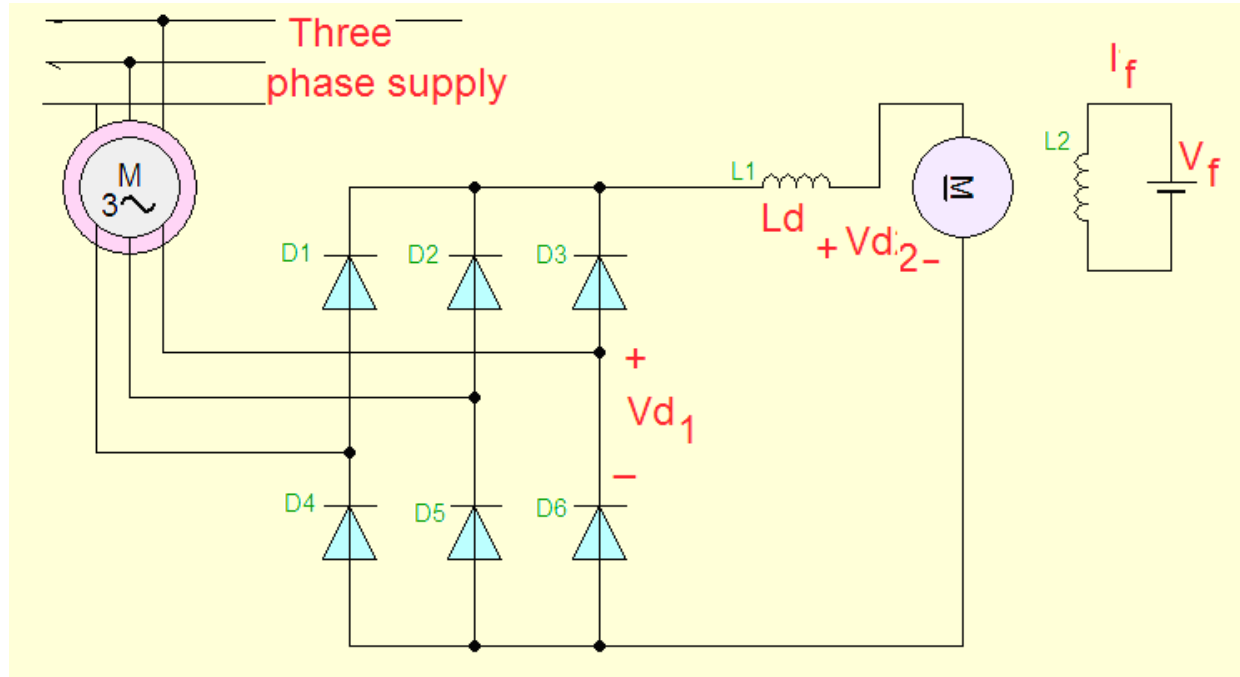 Three
phase supply
I f
L2
V f
M
3~
L1
M
Ld
+ Vd 2 -
D1
D2
D3
+
Vd 1
-
D4
D5
D6